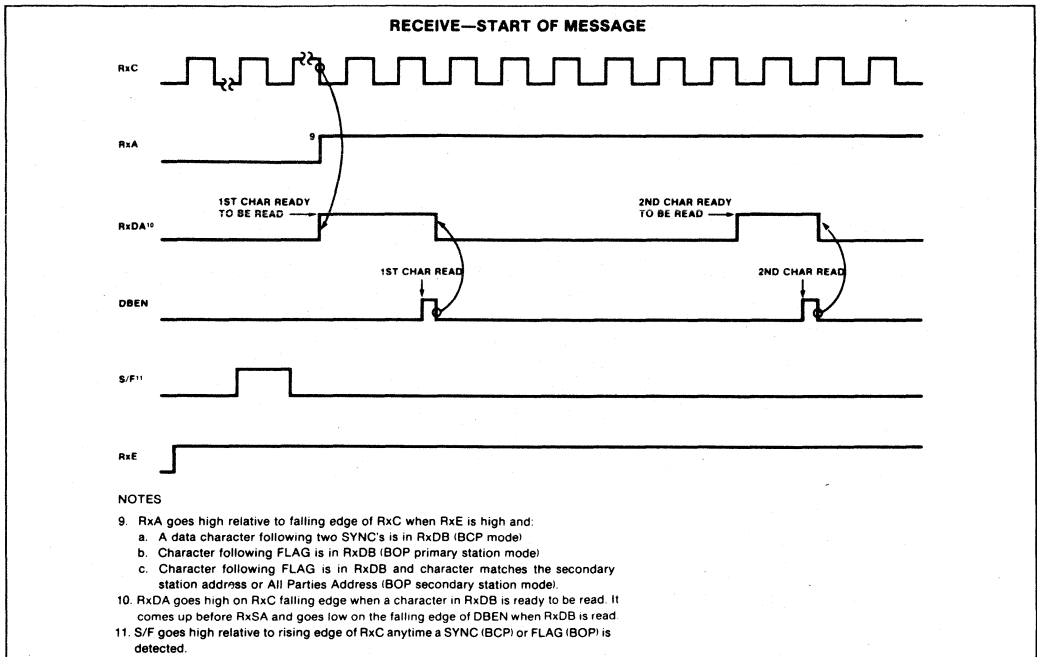 RECEIVE—START OF MESSAGE
RxC
RxA
9
1ST CHAR READY
TO BE READ
2ND CHAR READY
TO BE READ
RxDA¹⁰
1ST CHAR READ
2ND CHAR READ
DBEN
S/F¹¹
RxE
NOTES
9. RxA goes high relative to falling edge of RxC when RxE is high and:
a. A data character following two SYNC's is in RxDB (BCP mode)
b. Character following FLAG is in RxDB (BOP primary station mode)
c. Character following FLAG is in RxDB and character matches the secondary
station address or All Parties Address (BOP secondary station mode).
10. RxDA goes high on RxC falling edge when a character in RxDB is ready to be read. It
comes up before RxSA and goes low on the falling edge of DBEN when RxDB is read.
11. S/F goes high relative to rising edge of RxC anytime a SYNC (BCP) or FLAG (BOP) is
detected.